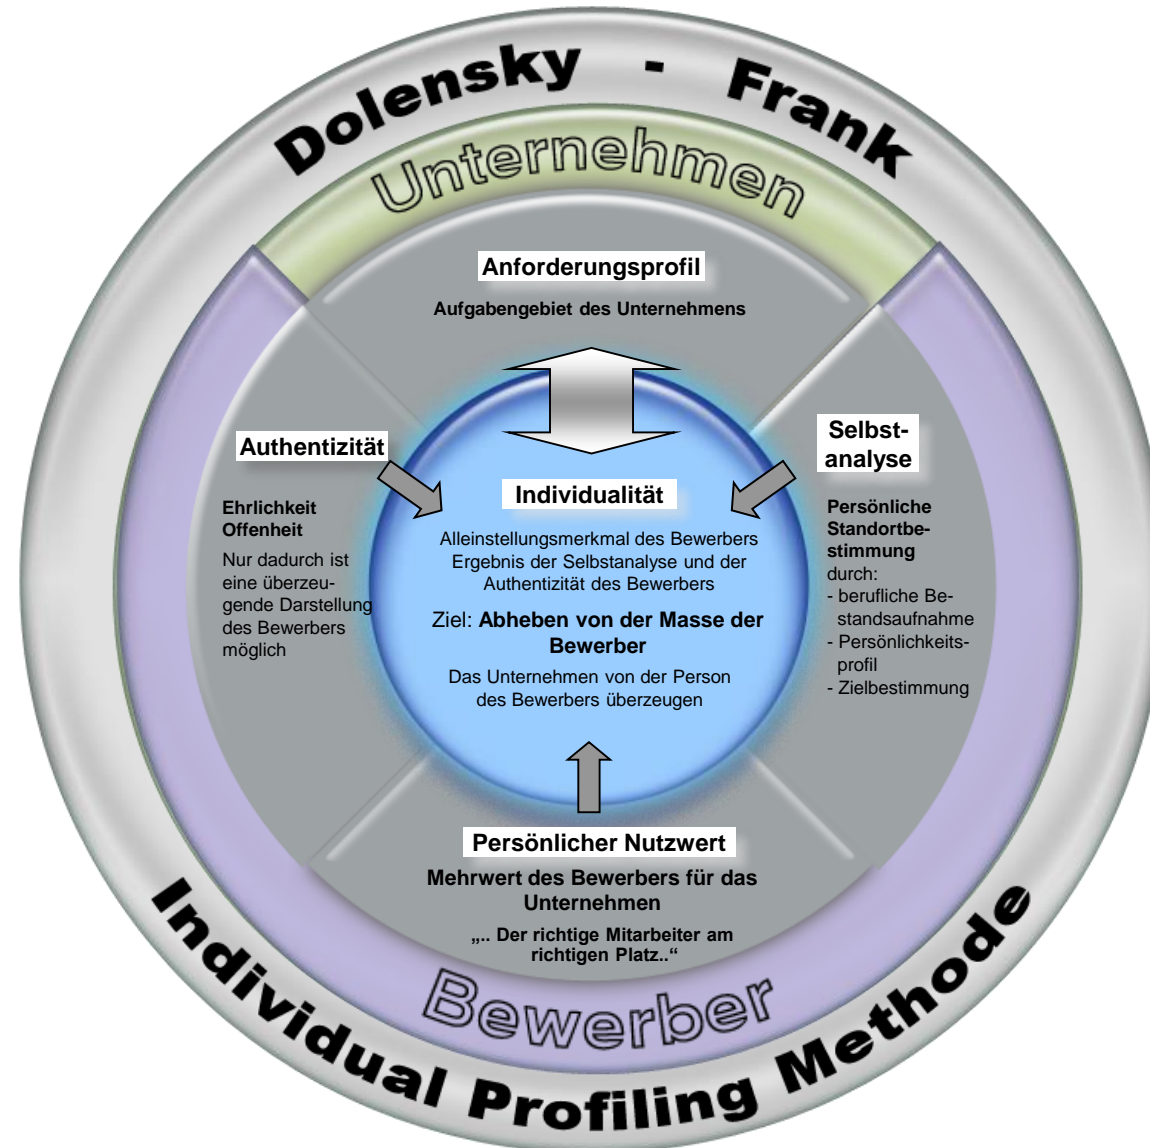 Dolensky - Frank
Unternehmen
Anforderungsprofil
Aufgabengebiet des Unternehmens
Authentizität
Ehrlichkeit
Offenheit
Nur dadurch ist
eine überzeu-
gende Darstellung
des Bewerbers
möglich
Individualität
Alleinstellungsmerkmal des Bewerbers
Ergebnis der Selbstanalyse und der
Authentizität des Bewerbers
Ziel: Abheben von der Masse der
Bewerber
Das Unternehmen von der Person
des Bewerbers überzeugen
Selbst-
analyse
Persönliche
Standortbe-
stimmung
durch:
- berufliche Be-
standsaufnahme
- Persönlichkeits-
profil
- Zielbestimmung
Persönlicher Nutzwert
Mehrwert des Bewerbers für das
Unternehmen
„.. Der richtige Mitarbeiter am
richtigen Platz..“
Bewerber
Individual Profiling Methode